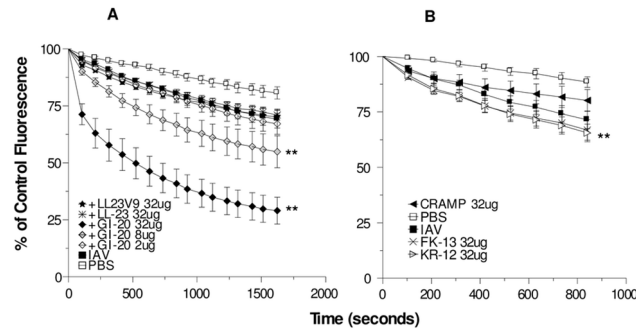 A
B
% of Control Fluorescence
100
75
50
25
0
+LL23V9 32ug
+LL-23 32ug
+GI-20 32ug
+GI-20 8ug
+GI-20 2ug
IAV
PBS
**
**
0 500 1000 1500 2000
100
75
50
25
0
CRAMP 32ug
PBS
IAV
FK-13 32ug
KR-12 32ug
**
0 200 400 600 800 1000
Time (seconds)